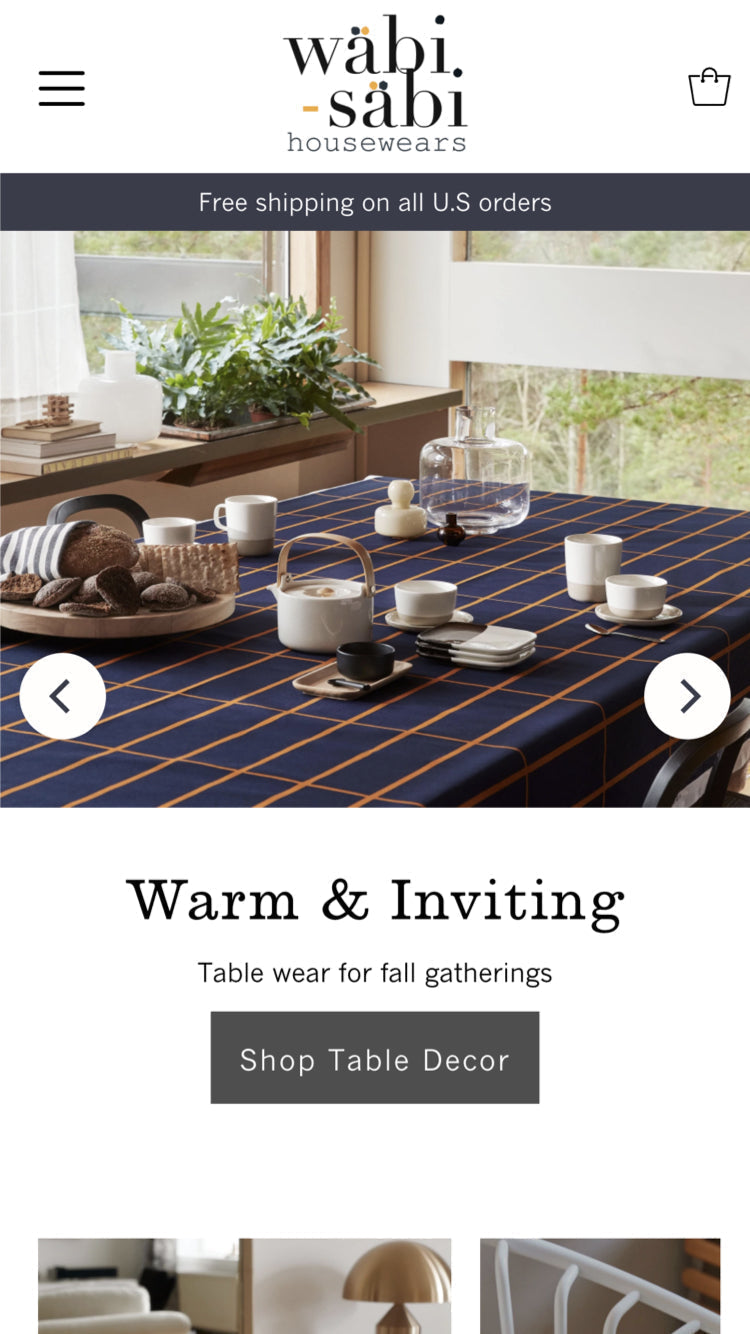 wäbi
-säbi
housewears
Free shipping on all U.S orders
Warm & Inviting
Table wear for fall gatherings
Shop Table Decor